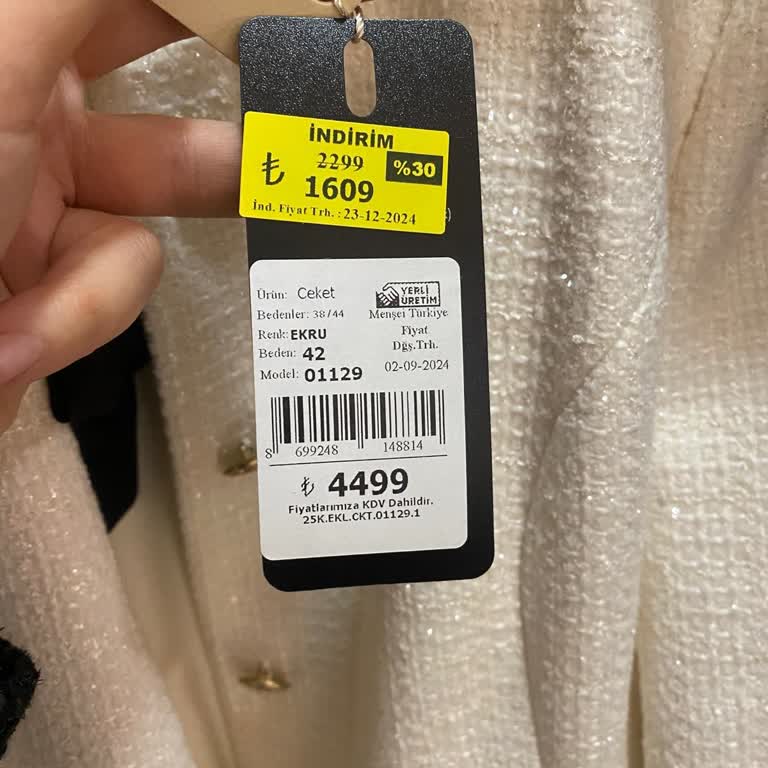 İNDİRİM
₺ 2299 %30
1609
İnd. Fiyat Trh. : 23-12-2024
)
Ürün: Ceket
Bedenler: 38/44
Renk: EKRU
Beden: 42
Model: 01129
YERLİ
ÜRETİM
Menşei Türkiye
Fiyat
Dğş.Trh.
02-09-2024
8 699248 148814
₺ 4499
Fiyatlarımıza KDV Dahildir.
25K.EKL.CKT.01129.1